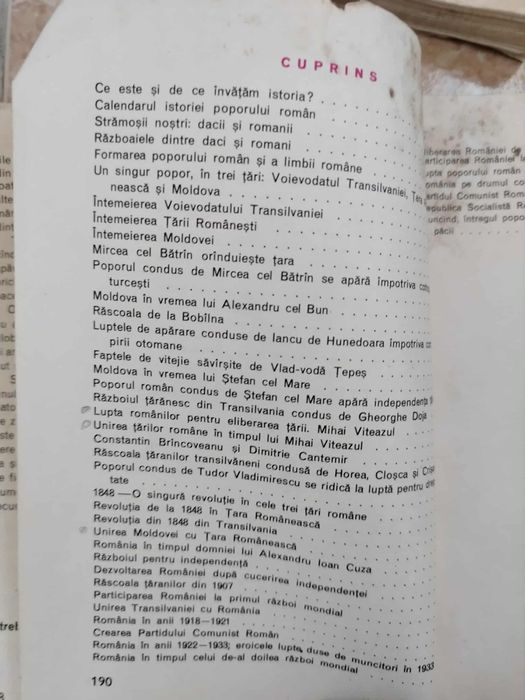 CUPRINS
Ce este și de ce învățăm istoria?
Calendarul istoriei poporului român
Strămoșii noștri: dacii și romanii
Războaiele dintre daci și romani
Formarea poporului român și a limbii române
Un singur popor, în trei țări: Voievodatul Transilvaniei, Țara
nească și Moldova
Întemeierea Voievodatului Transilvaniei
Întemeierea Țării Românești
Întemeierea Moldovei
Mircea cel Bătrîn orînduiește țara
Poporul condus de Mircea cel Bătrîn se apără împotriva
turcești
Moldova în vremea lui Alexandru cel Bun
Răscoala de la Bobîlna
Luptele de apărare conduse de Iancu de Hunedoara împotriva
pirii otomane
Faptele de vitejie săvîrșite de Vlad-vodă Țepeș
Moldova în vremea lui Ștefan cel Mare
Poporul român condus de Ștefan cel Mare apără independența
Războiul țărănesc din Transilvania condus de Gheorghe Doja
Lupta românilor pentru eliberarea țării. Mihai Viteazul
Unirea țărilor române în timpul lui Mihai Viteazul
Constantin Brîncoveanu și Dimitrie Cantemir
Răscoala țăranilor transilvăneni condusă de Horea, Cloșca și
Poporul condus de Tudor Vladimirescu se ridică la luptă pentru
tate
1848 — O singură revoluție în cele trei țări române
Revoluția de la 1848 în Țara Românească
Revoluția din 1848 din Transilvania
Unirea Moldovei cu Țara Românească
România în timpul domniei lui Alexandru Ioan Cuza
Războiul pentru independență
Dezvoltarea României după cucerirea independenței
Răscoala țăranilor din 1907
Participarea României la primul război mondial
Unirea Transilvaniei cu România
România în anii 1918—1921
Crearea Partidului Comunist Român
România în anii 1922—1933; eroicele lupte duse de muncitori în 1933
România în timpul celui de-al doilea război mondial
190
României de
României
poporului român
pe drumul
Comunist
Socialistă
întregul
păcii